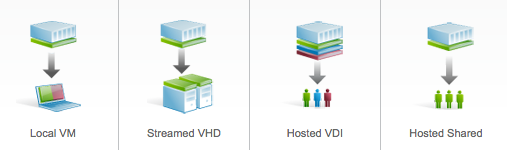 Local VM
Streamed VHD
Hosted VDI
Hosted Shared